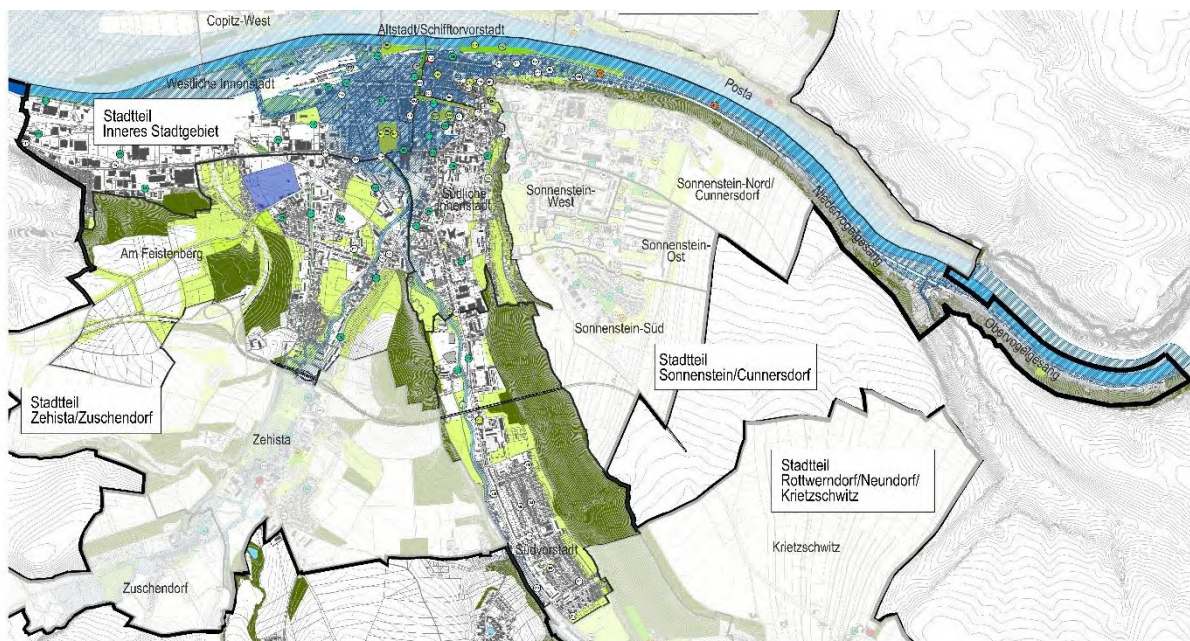 Copitz-West
Altstadt/Schifftorvorstadt
Westliche Innenstadt
Posta
Stadtteil
Inneres Stadtgebiet
Südliche
Innenstadt
Sonnenstein-
West
Sonnenstein-Nord/
Cunnersdorf
Niedervogelgesang
Sonnenstein-
Ost
Am Feistenberg
Sonnenstein-Süd
Obervogelgesang
Stadtteil
Sonnenstein/Cunnersdorf
Stadtteil
Zehista/Zuschendorf
Zehista
Stadtteil
Rottwerndorf/Neundorf/
Krietzschwitz
Südvorstadt
Krietzschwitz
Zuschendorf